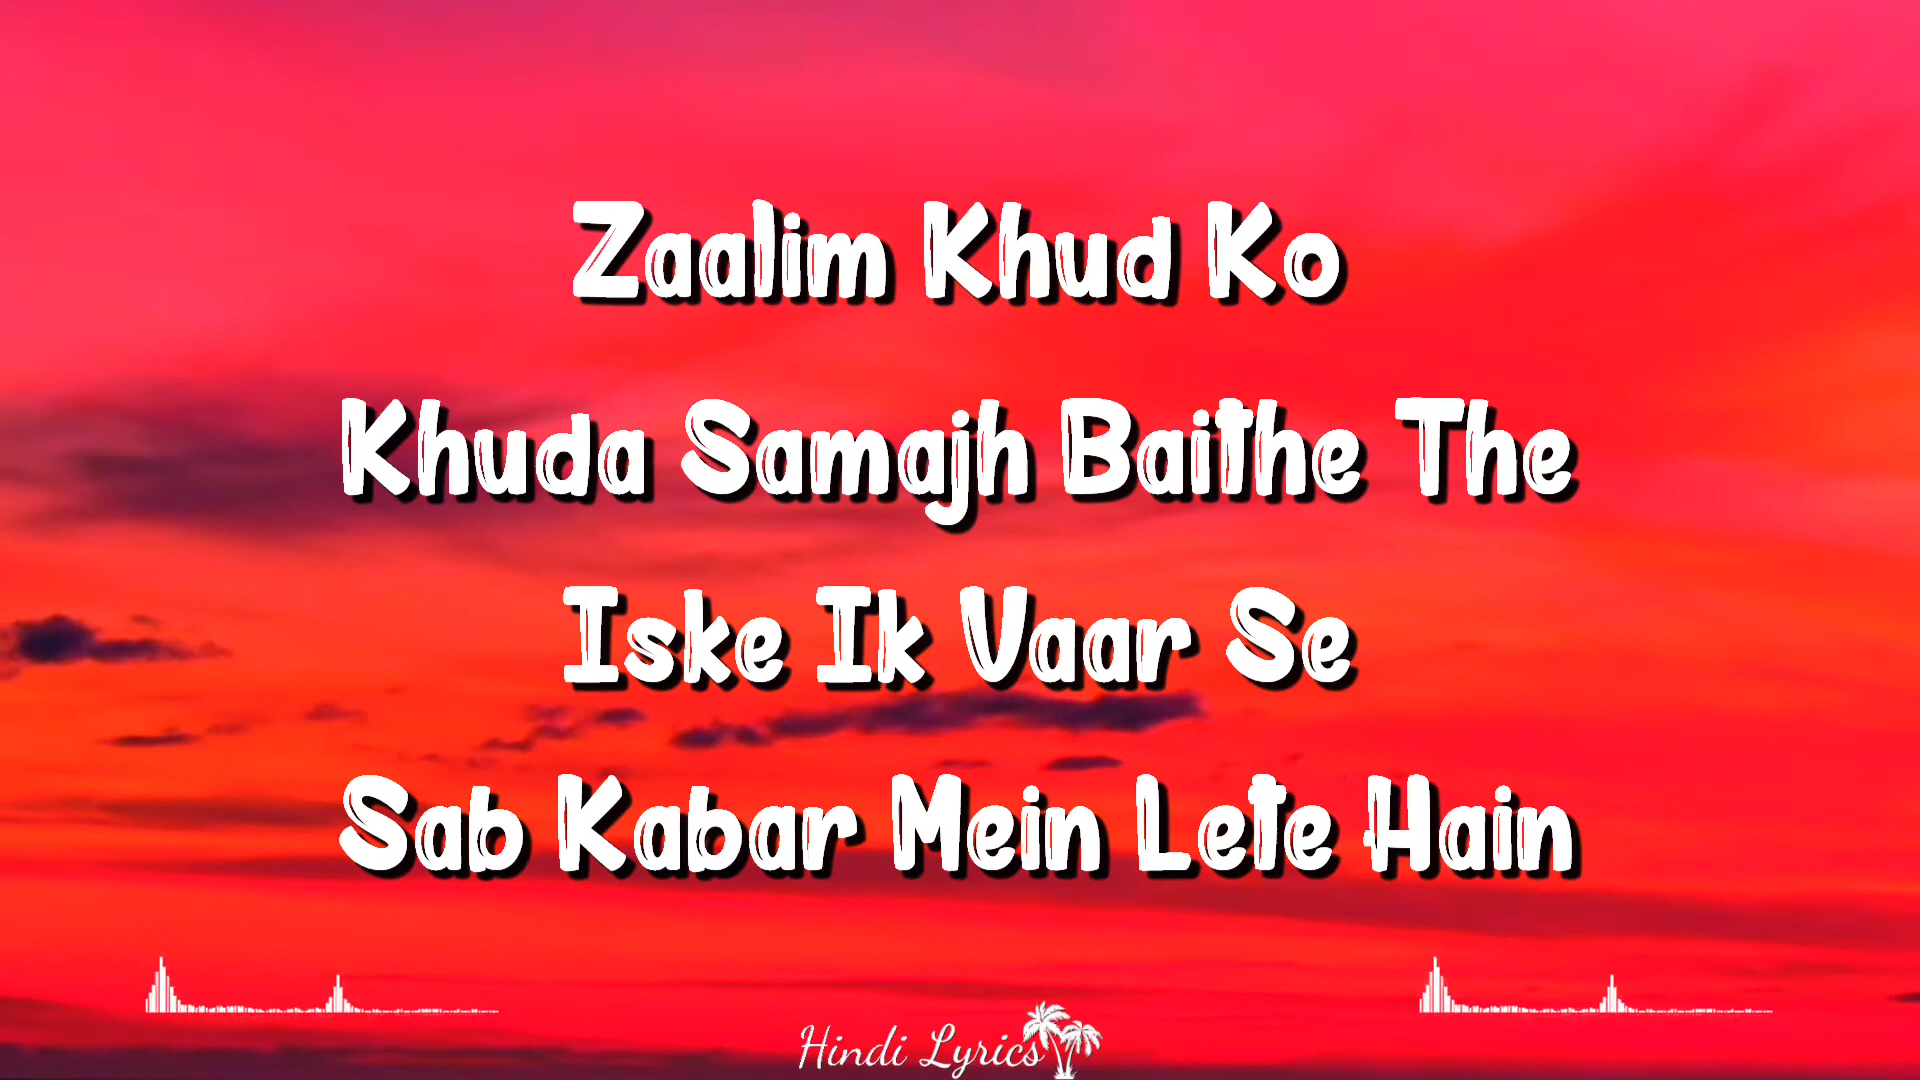 Zaalim Khud Ko
Khuda Samajh Baithe The
Iske Ik Vaar Se
Sab Kabar Mein Lete Hain
Hindi Lyrics